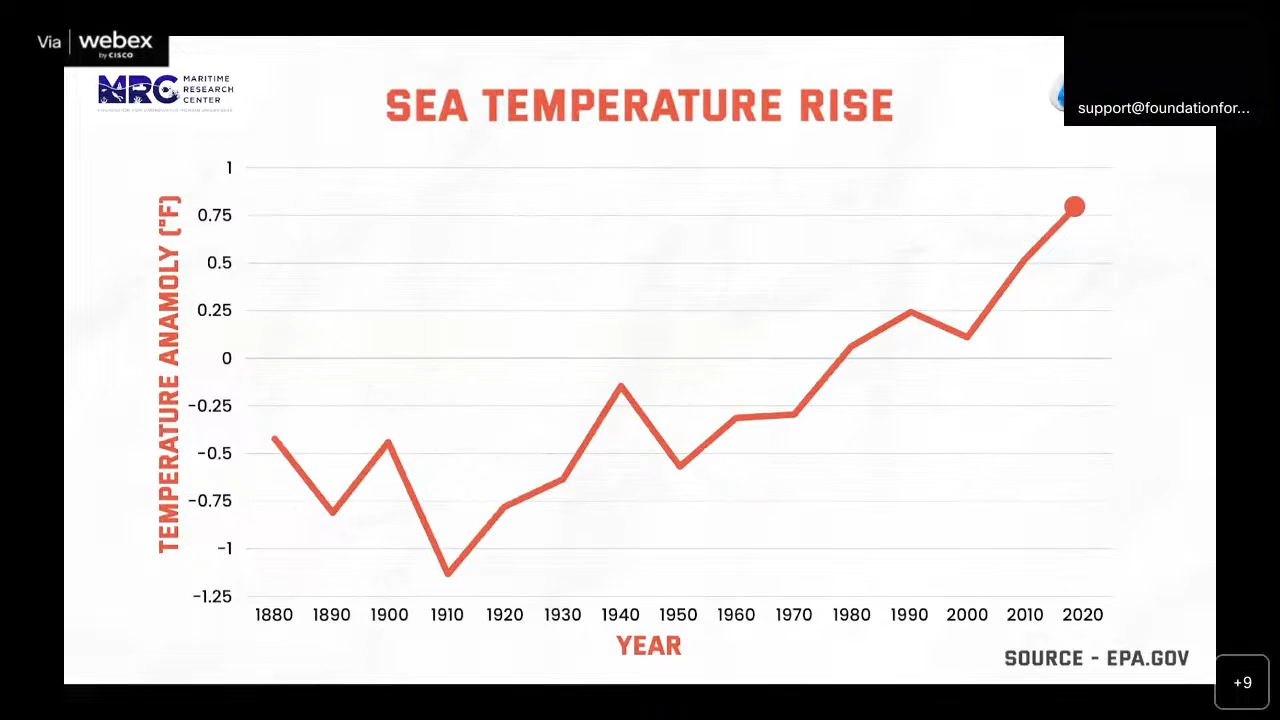 Via webex
by CISCO
support@foundationfor...
MRC MARITIME
RESEARCH
CENTER
SEA TEMPERATURE RISE
TEMPERATURE ANAMOLY (°F)
1
0.75
0.5
0.25
0
-0.25
-0.5
-0.75
-1
-1.25
1880 1890 1900 1910 1920 1930 1940 1950 1960 1970 1980 1990 2000 2010 2020
YEAR
SOURCE - EPA.GOV
+9